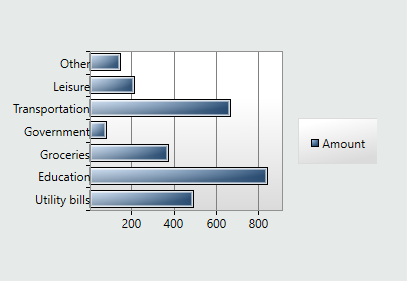 Other
Leisure
Transportation
Government
Groceries
Education
Utility bills
200 400 600 800
Amount